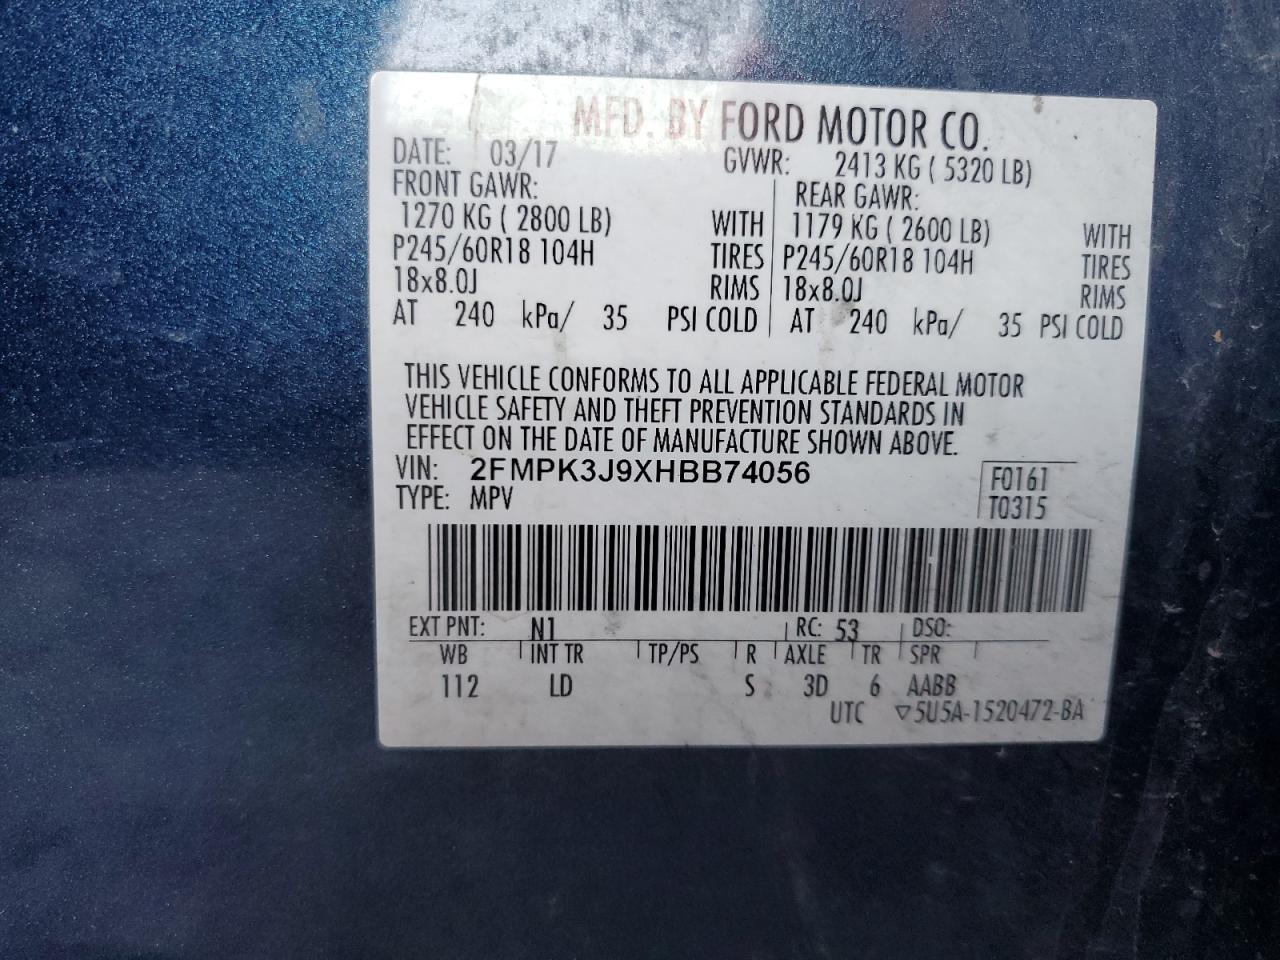 MFD. BY FORD MOTOR CO.
DATE: 03/17 GVWR: 2413 KG ( 5320 LB)
FRONT GAWR: REAR GAWR:
1270 KG ( 2800 LB) WITH 1179 KG ( 2600 LB) WITH
P245/60R18 104H TIRES P245/60R18 104H TIRES
18x8.0J RIMS 18x8.0J RIMS
AT 240 kPa/ 35 PSI COLD AT 240 kPa/ 35 PSI COLD
THIS VEHICLE CONFORMS TO ALL APPLICABLE FEDERAL MOTOR
VEHICLE SAFETY AND THEFT PREVENTION STANDARDS IN
EFFECT ON THE DATE OF MANUFACTURE SHOWN ABOVE.
VIN: 2FMPK3J9XHBB74056 F0161
TYPE: MPV T0315
EXT PNT: N1 RC: 53 DSO:
WB INT TR TP/PS R AXLE TR SPR
112 LD S 3D 6 AABB
UTC ▽5U5A-1520472-BA